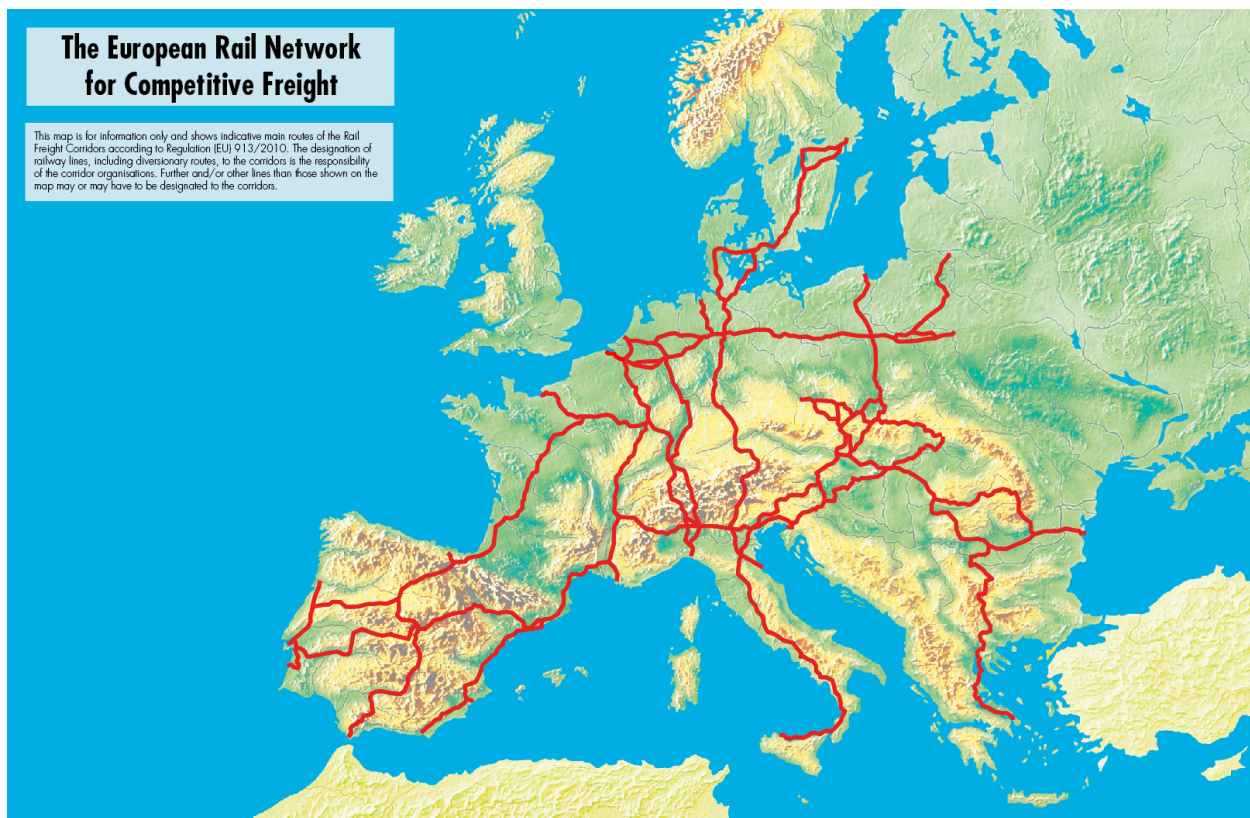 The European Rail Network
for Competitive Freight
This map is for information only and shows indicative main routes of the Rail
Freight Corridors according to Regulation (EU) 913/2010. The designation of
railway lines, including diversionary routes, to the corridors is the responsibility
of the corridor organisations. Further and/or other lines than those shown on the
map may or may have to be designated to the corridors.